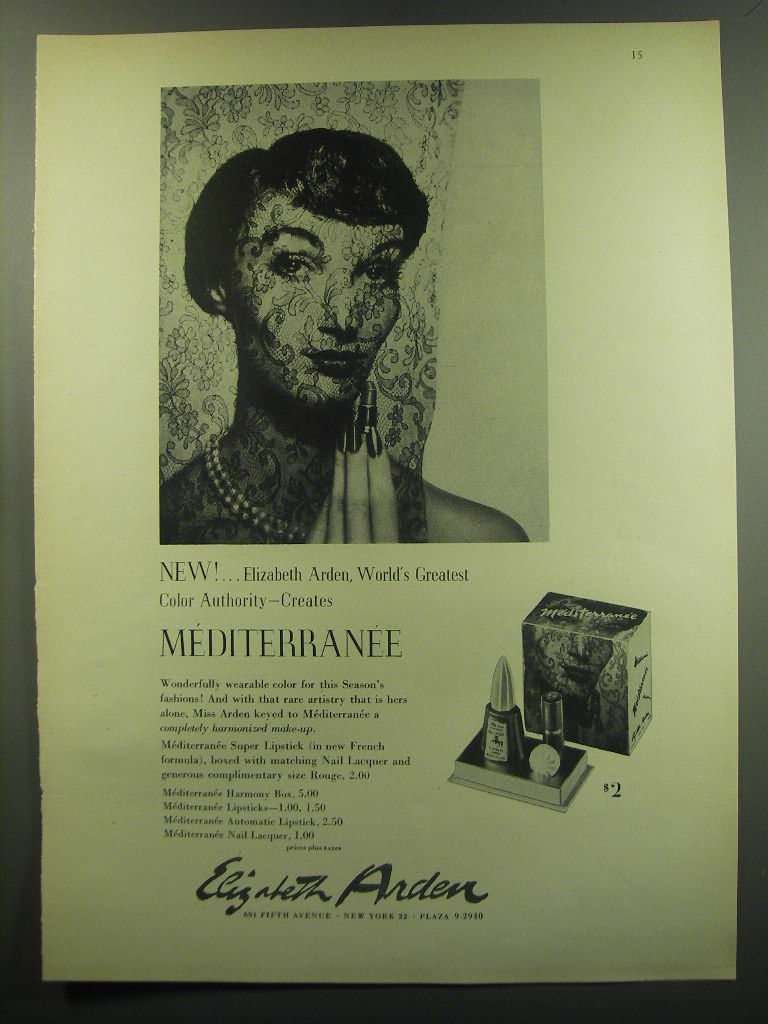 15
NEW!...Elizabeth Arden, World's Greatest
Color Authority—Creates
MÉDITERRANÉE
Wonderfully wearable color for this Season's
fashions! And with that rare artistry that is hers
alone, Miss Arden keyed to Méditerranée a
completely harmonized make-up.
Méditerranée Super Lipstick (in new French
formula), boxed with matching Nail Lacquer and
generous complimentary size Rouge, 2.00
Méditerranée Harmony Box, 5.00
Méditerranée Lipsticks—1.00, 1.50
Méditerranée Automatic Lipstick, 2.50
Méditerranée Nail Lacquer, 1.00
prices plus taxes
Méditerranée
$2
Elizabeth Arden
691 FIFTH AVENUE · NEW YORK 22 · PLAZA 9-2940